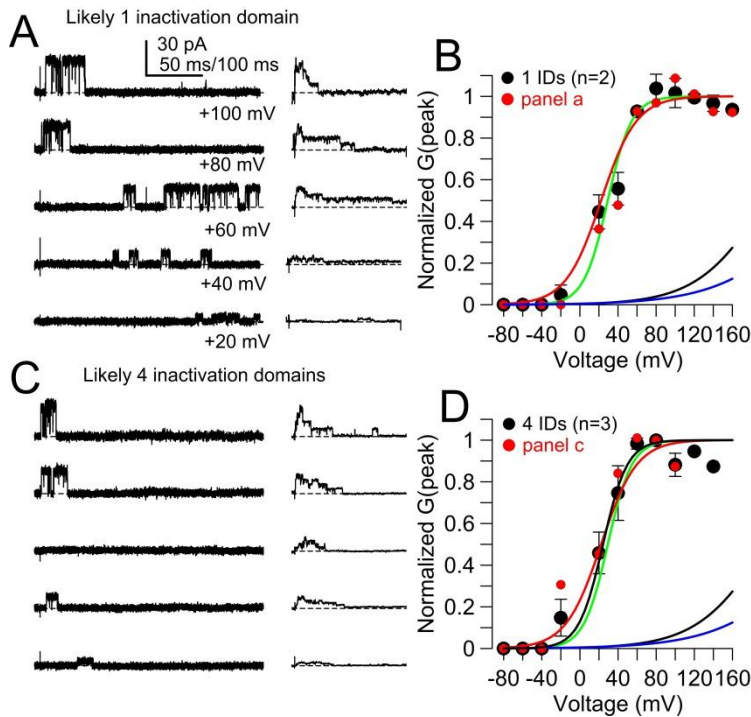 A
Likely 1 inactivation domain
30 pA
50 ms/100 ms
+100 mV
+80 mV
+60 mV
+40 mV
+20 mV
B
1 IDs (n=2)
panel a
Normalized G(peak)
1
0.8
0.6
0.4
0.2
0
-80
-40
0
40
80
120
160
Voltage (mV)
C
Likely 4 inactivation domains
D
4 IDs (n=3)
panel c
Normalized G(peak)
1
0.8
0.6
0.4
0.2
0
-80
-40
0
40
80
120
160
Voltage (mV)